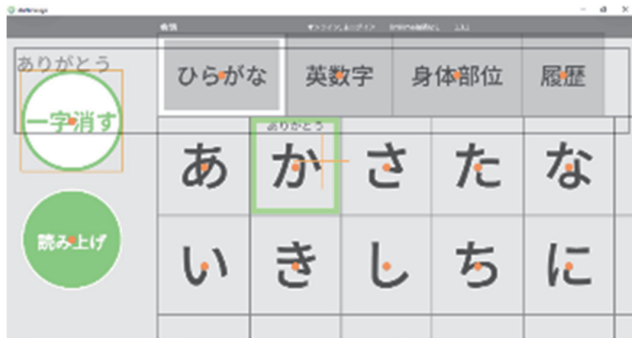 会話
ありがとう
ひらがな 英数字 身体部位 履歴
一字消す
ありがとう
あ か さ た な
読み上げ
い き し ち に